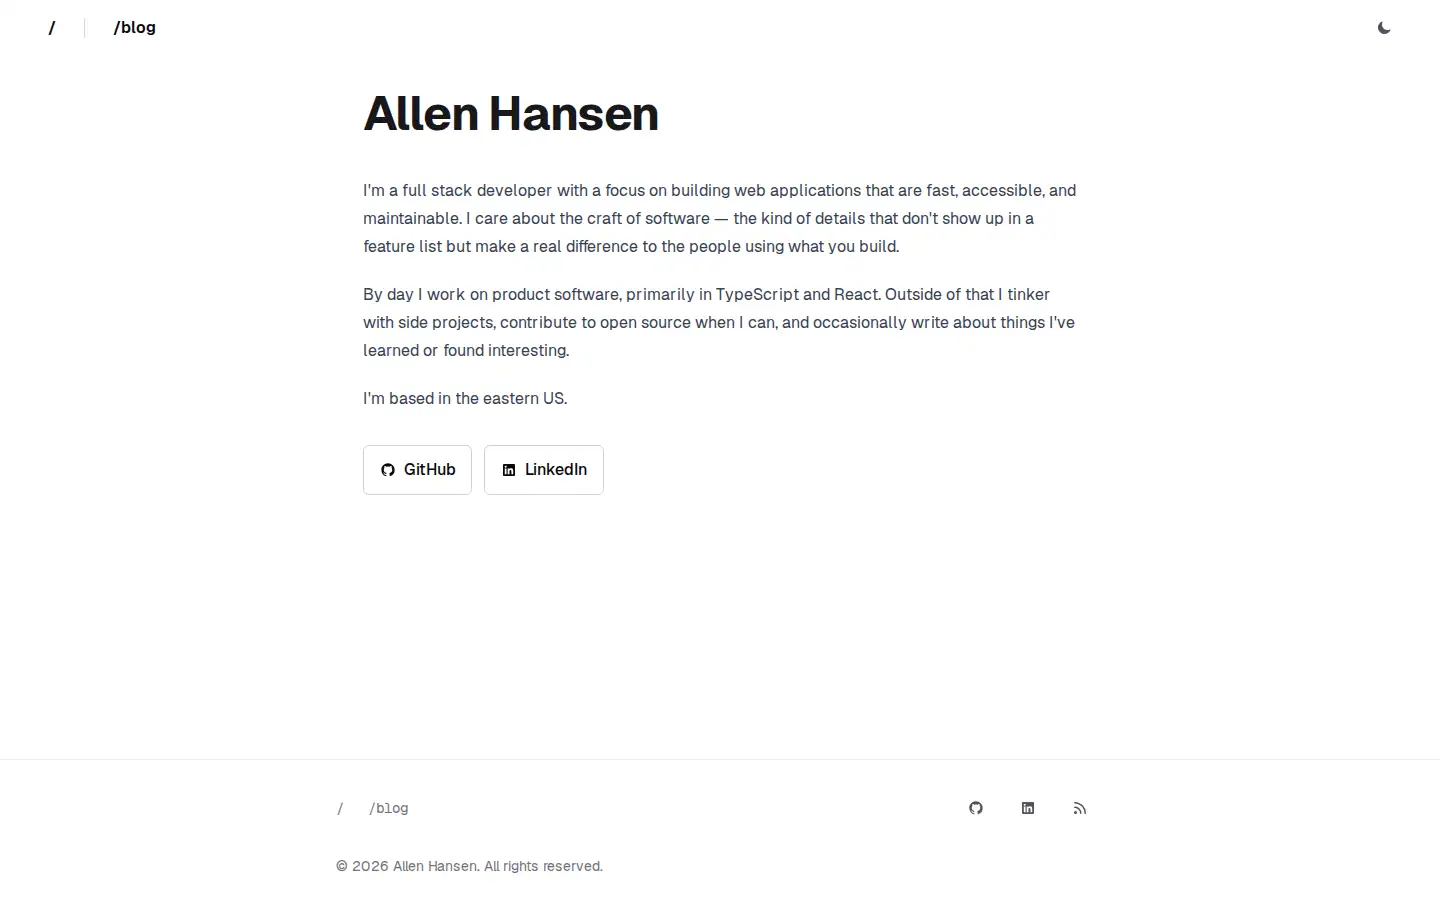 / /blog
Allen Hansen
I'm a full stack developer with a focus on building web applications that are fast, accessible, and
maintainable. I care about the craft of software — the kind of details that don't show up in a
feature list but make a real difference to the people using what you build.
By day I work on product software, primarily in TypeScript and React. Outside of that I tinker
with side projects, contribute to open source when I can, and occasionally write about things I've
learned or found interesting.
I'm based in the eastern US.
GitHub LinkedIn
/ /blog
© 2026 Allen Hansen. All rights reserved.